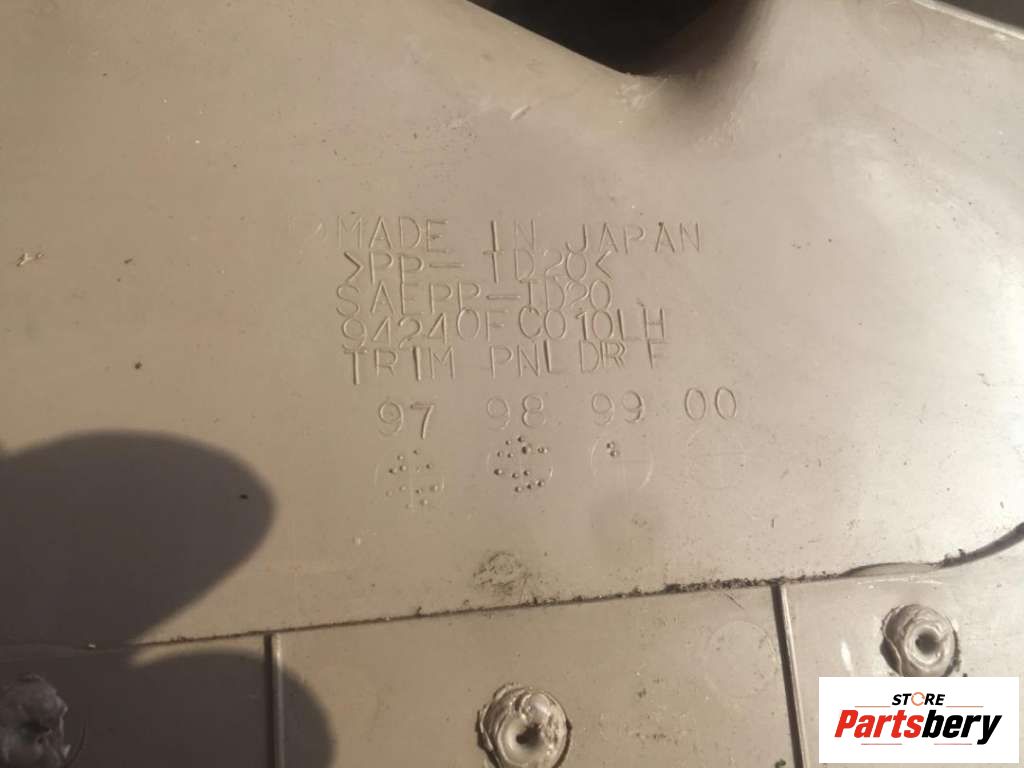 MADE IN JAPAN
>PP-TD20<
SAEPP-TD20
94240FC010LH
TRIM PNL DR F
97 98 99 00
STORE
Partsbery